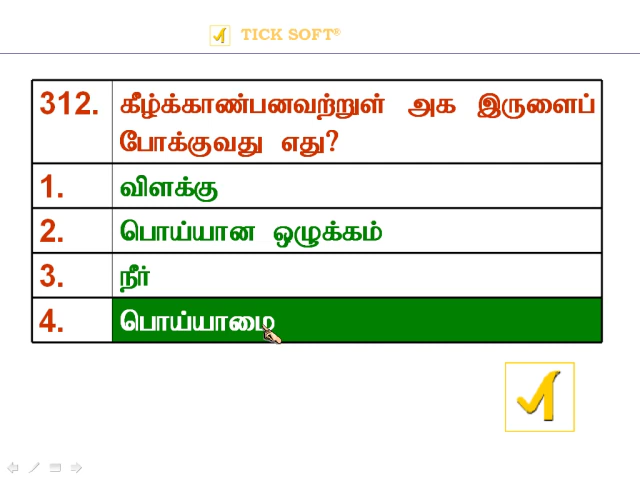 TICK SOFT®
312. கீழ்க்காண்பனவற்றுள் அக இருளைப்
போக்குவது எது?
1. விளக்கு
2. பொய்யான ஒழுக்கம்
3. நீர்
4. பொய்யாமை